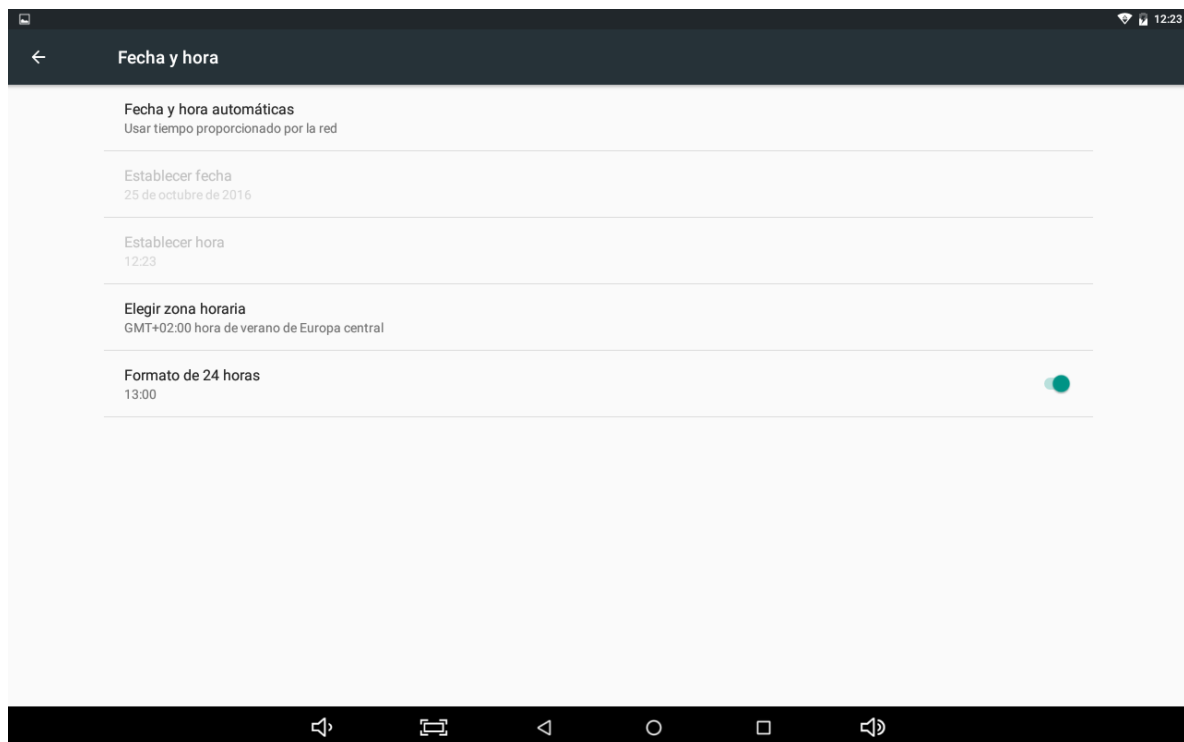 12:23
Fecha y hora
Fecha y hora automáticas
Usar tiempo proporcionado por la red
Establecer fecha
25 de octubre de 2016
Establecer hora
12:23
Elegir zona horaria
GMT+02:00 hora de verano de Europa central
Formato de 24 horas
13:00